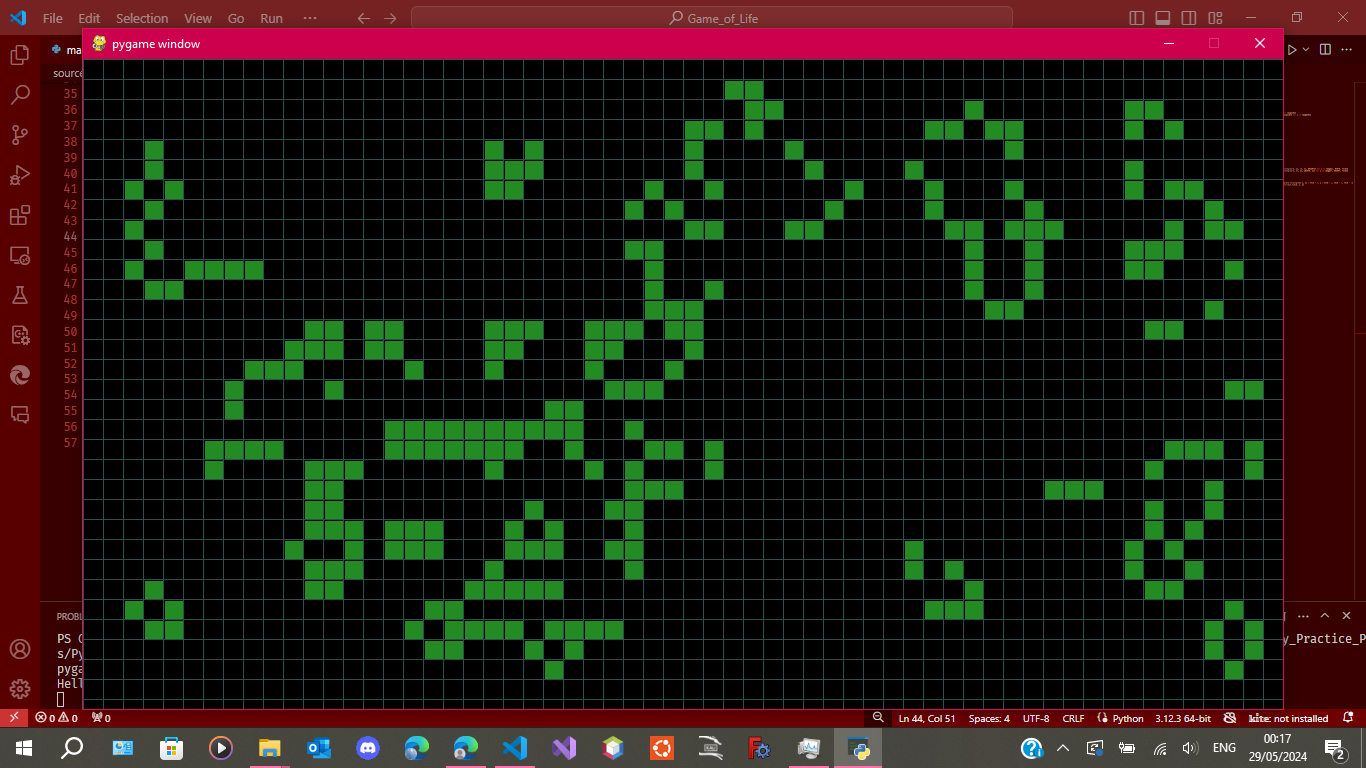 File Edit Selection View Go Run ··· Game_of_Life
pygame window
ma
source
35
36
37
38
39
40
41
42
43
44
45
46
47
48
49
50
51
52
53
54
55
56
57
PROBL
PS C y_Practice_P
s/Py
pyga
Hell
0 0 0 Ln 44, Col 51 Spaces: 4 UTF-8 CRLF Python 3.12.3 64-bit kite: not installed
ENG 00:17
29/05/2024 2